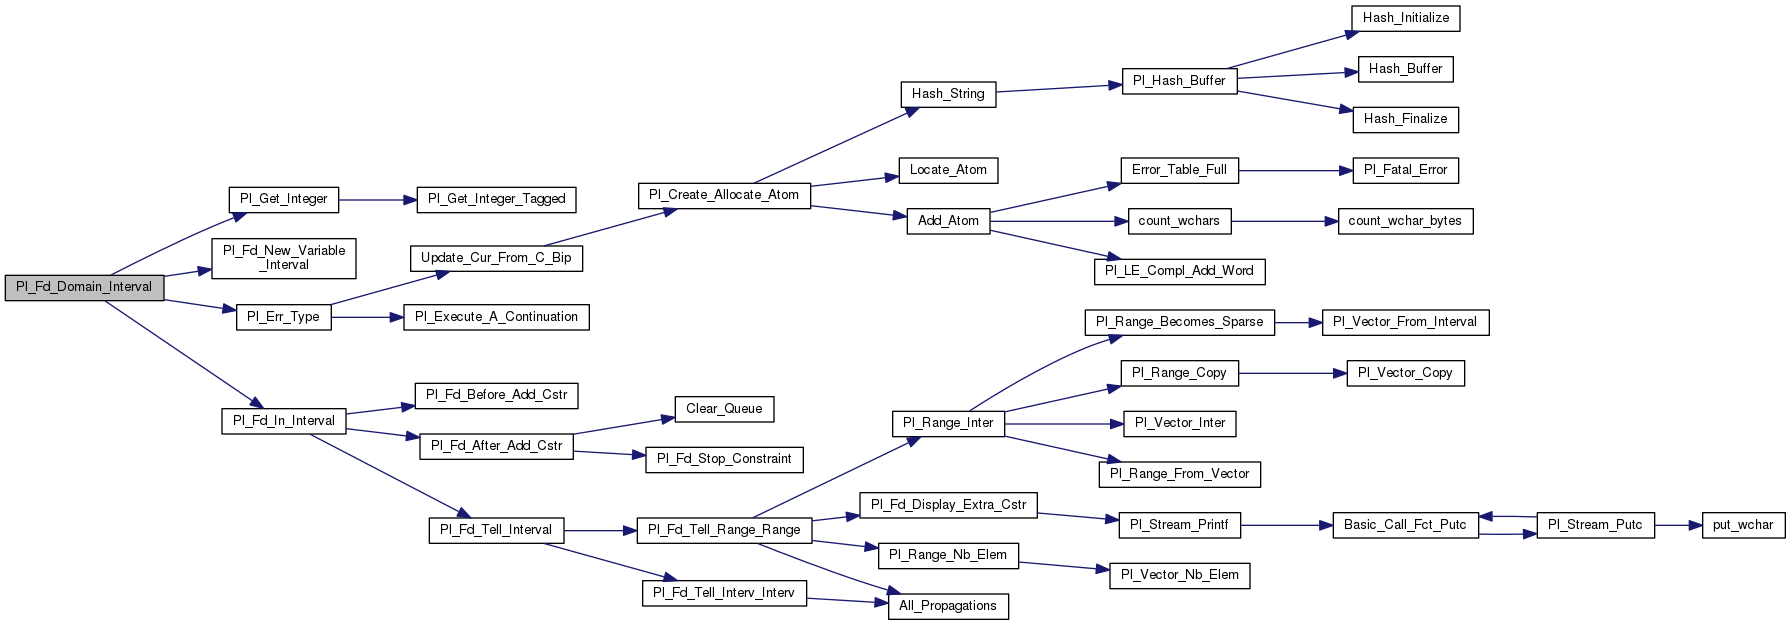 Pl_Fd_Domain_Interval
Pl_Get_Integer
Pl_Get_Integer_Tagged
Pl_Fd_New_Variable
_Interval
Pl_Err_Type
Update_Cur_From_C_Bip
Pl_Execute_A_Continuation
Pl_Create_Allocate_Atom
Hash_String
Pl_Hash_Buffer
Hash_Initialize
Hash_Buffer
Hash_Finalize
Locate_Atom
Add_Atom
Error_Table_Full
Pl_Fatal_Error
count_wchars
count_wchar_bytes
Pl_LE_Compl_Add_Word
Pl_Fd_In_Interval
Pl_Fd_Before_Add_Cstr
Pl_Fd_After_Add_Cstr
Clear_Queue
Pl_Fd_Stop_Constraint
Pl_Fd_Tell_Interval
Pl_Fd_Tell_Range_Range
Pl_Fd_Tell_Interv_Interv
Pl_Range_Inter
Pl_Range_Becomes_Sparse
Pl_Vector_From_Interval
Pl_Range_Copy
Pl_Vector_Copy
Pl_Vector_Inter
Pl_Range_From_Vector
Pl_Fd_Display_Extra_Cstr
Pl_Stream_Printf
Basic_Call_Fct_Putc
Pl_Stream_Putc
put_wchar
Pl_Range_Nb_Elem
Pl_Vector_Nb_Elem
All_Propagations